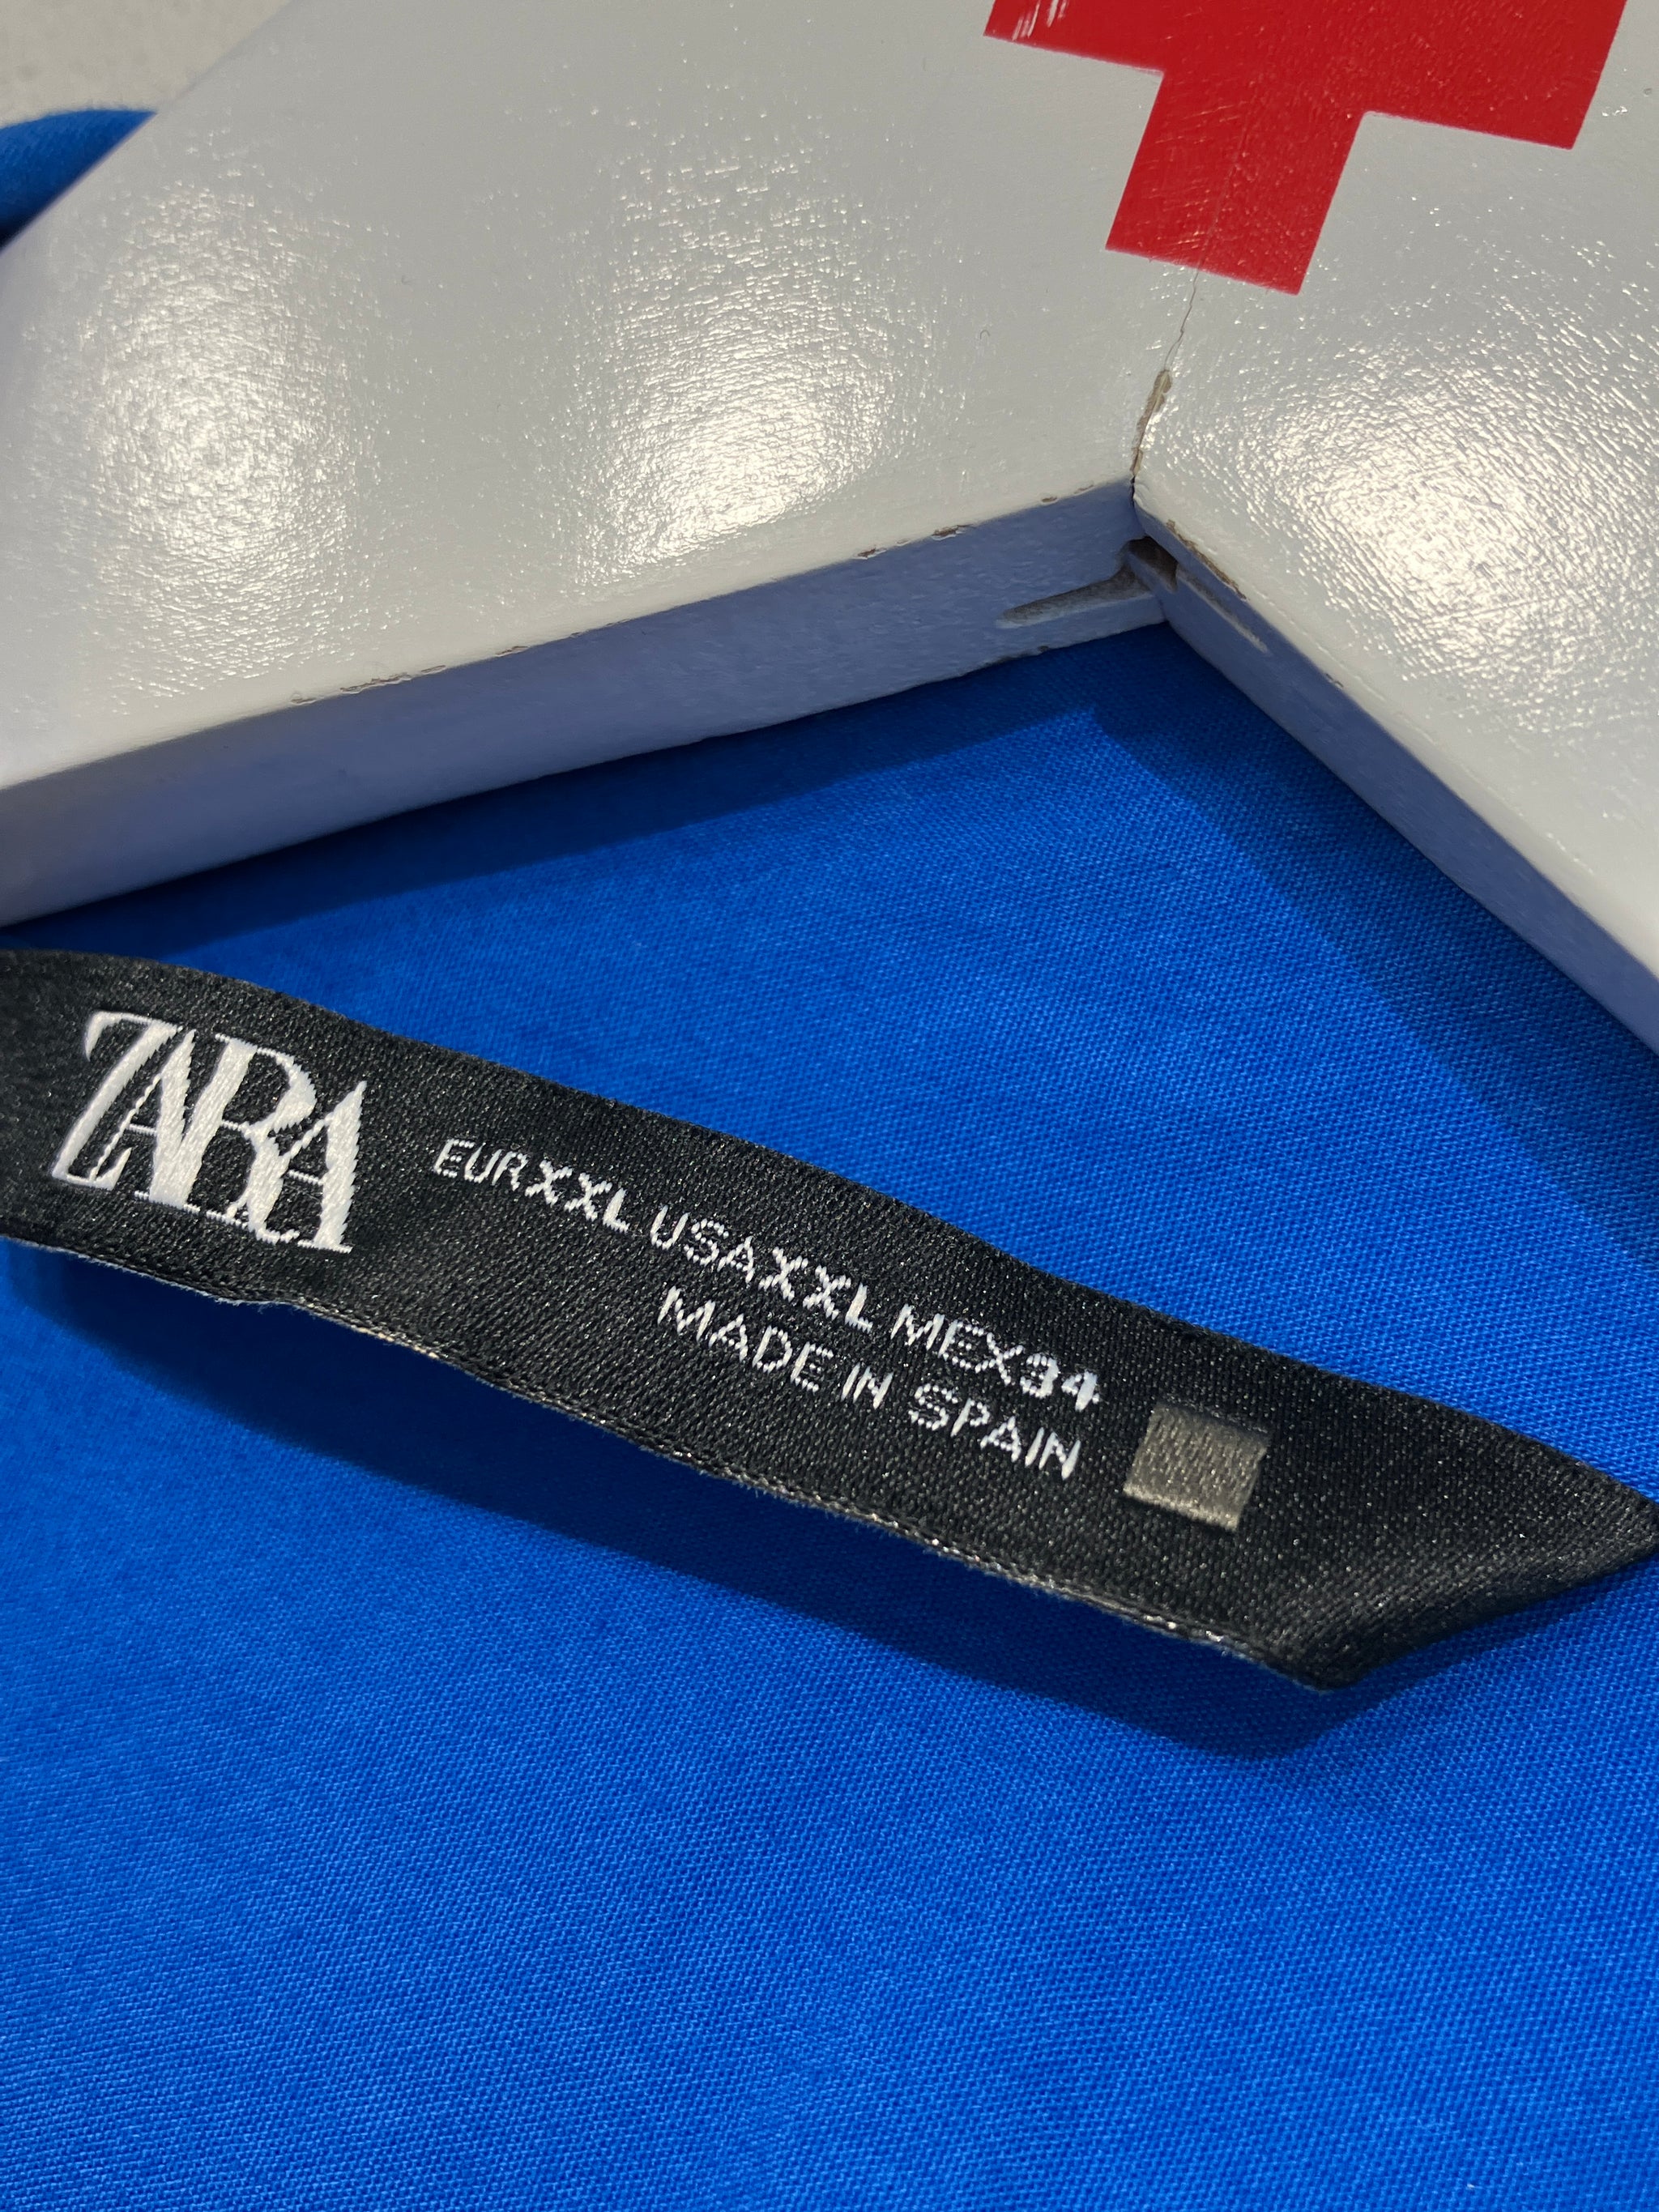 ZARA
EUR XXL USA XXL MEX 34
MADE IN SPAIN